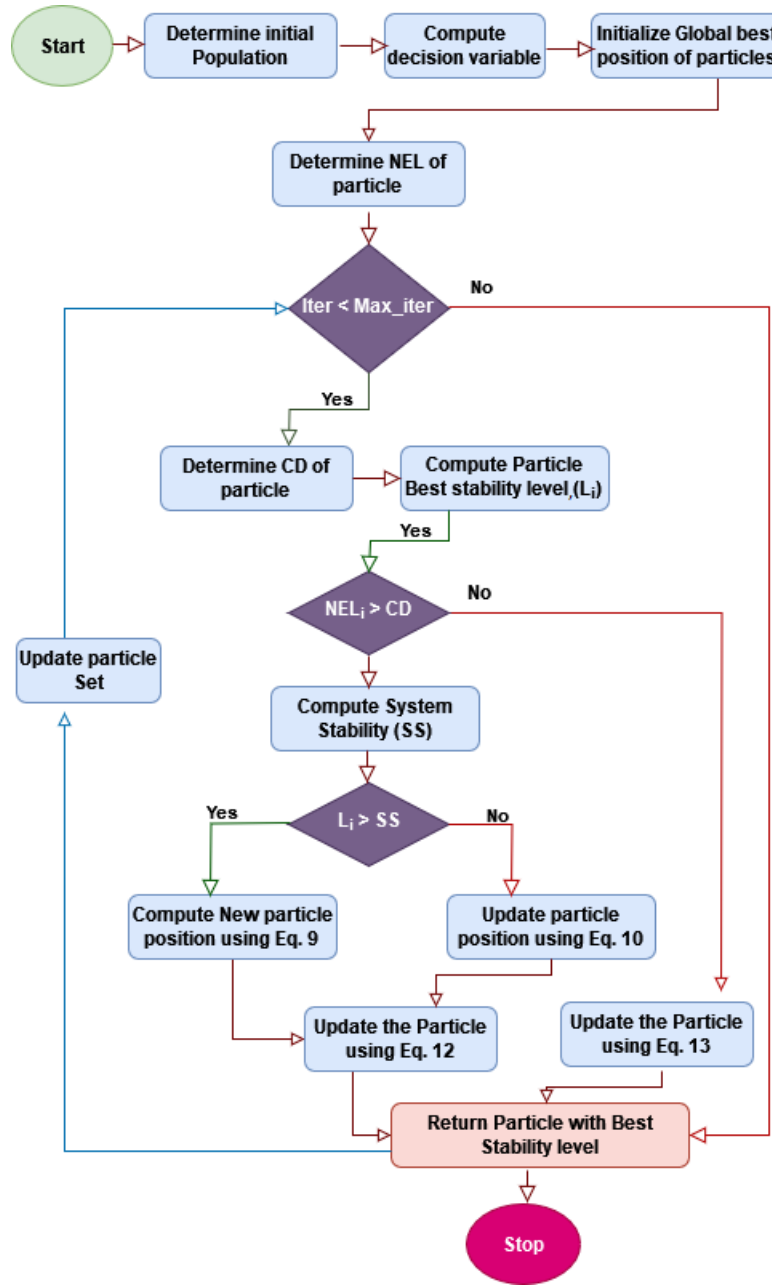 Start
Determine initial
Population
Compute
decision variable
Initialize Global best
position of particles
Determine NEL of
particle
Iter < Max_iter
No
Yes
Determine CD of
particle
Compute Particle
Best stability level,(Li)
Yes
NELi > CD
No
Update particle
Set
Compute System
Stability (SS)
Yes
Li > SS
No
Compute New particle
position using Eq. 9
Update particle
position using Eq. 10
Update the Particle
using Eq. 12
Update the Particle
using Eq. 13
Return Particle with Best
Stability level
Stop